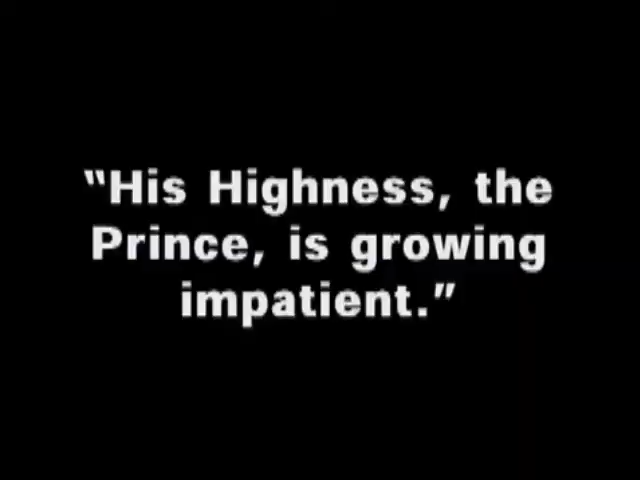 “His Highness, the
Prince, is growing
impatient.”